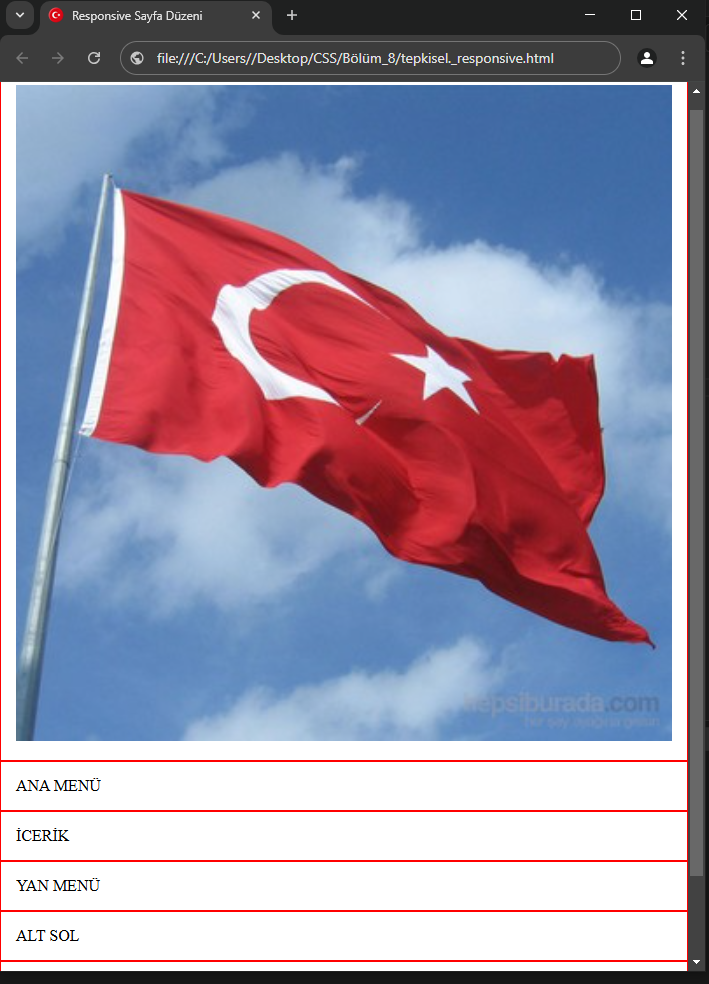 Responsive Sayfa Düzeni
file:///C:/Users//Desktop/CSS/Bölüm_8/tepkisel._responsive.html
hepsiburada.com
her şey ayağına gelsin
ANA MENÜ
İCERİK
YAN MENÜ
ALT SOL